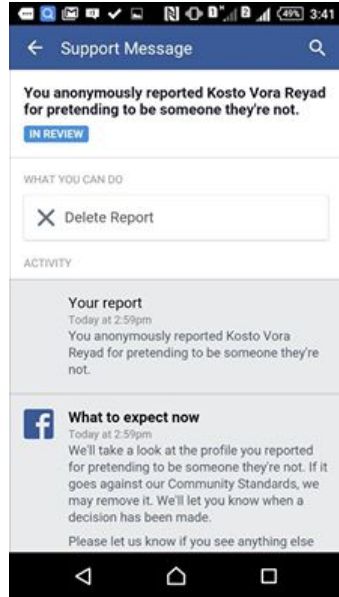 49% 3:41
Support Message
You anonymously reported Kosto Vora Reyad
for pretending to be someone they're not.
IN REVIEW
WHAT YOU CAN DO
Delete Report
ACTIVITY
Your report
Today at 2:59pm
You anonymously reported Kosto Vora
Reyad for pretending to be someone they're
not.
What to expect now
Today at 2:59pm
We'll take a look at the profile you reported
for pretending to be someone they're not. If it
goes against our Community Standards, we
may remove it. We'll let you know when a
decision has been made.
Please let us know if you see anything else